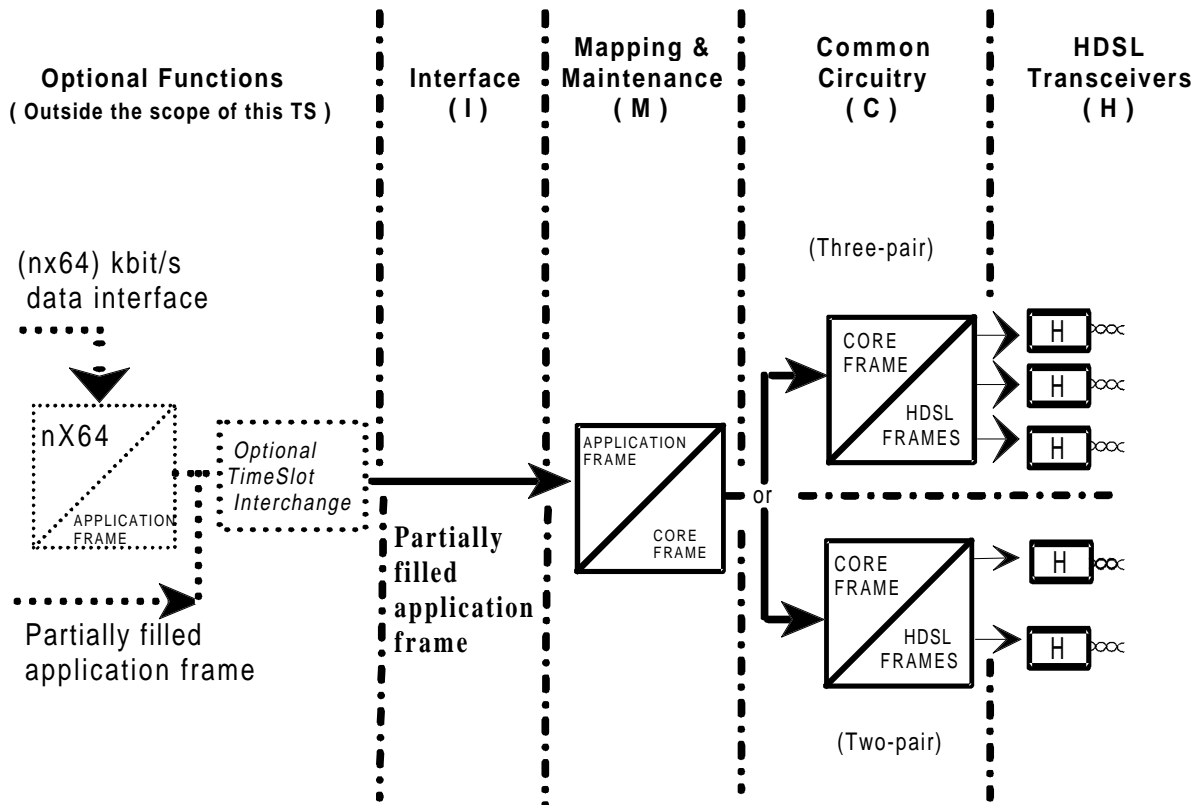 Optional Functions
( Outside the scope of this TS )
Interface
( I )
Mapping &
Maintenance
( M )
Common
Circuitry
( C )
HDSL
Transceivers
( H )
(nx64) kbit/s
data interface
nX64
APPLICATION
FRAME
Optional
TimeSlot
Interchange
Partially filled
application frame
Partially
filled
application
frame
APPLICATION
FRAME
CORE
FRAME
or
(Three-pair)
CORE
FRAME
HDSL
FRAMES
H
H
H
CORE
FRAME
HDSL
FRAMES
H
H
(Two-pair)